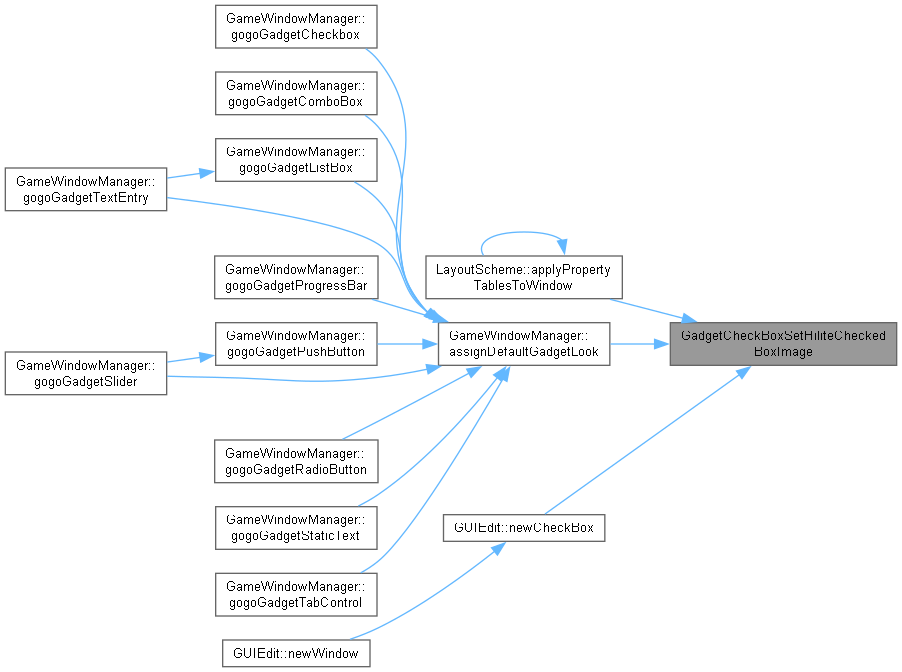 GameWindowManager::
gogoGadgetCheckbox
GameWindowManager::
gogoGadgetComboBox
GameWindowManager::
gogoGadgetListBox
GameWindowManager::
gogoGadgetTextEntry
GameWindowManager::
gogoGadgetProgressBar
LayoutScheme::applyProperty
TablesToWindow
GameWindowManager::
gogoGadgetPushButton
GameWindowManager::
assignDefaultGadgetLook
GadgetCheckBoxSetHiliteChecked
BoxImage
GameWindowManager::
gogoGadgetSlider
GameWindowManager::
gogoGadgetRadioButton
GameWindowManager::
gogoGadgetStaticText
GUIEdit::newCheckBox
GameWindowManager::
gogoGadgetTabControl
GUIEdit::newWindow